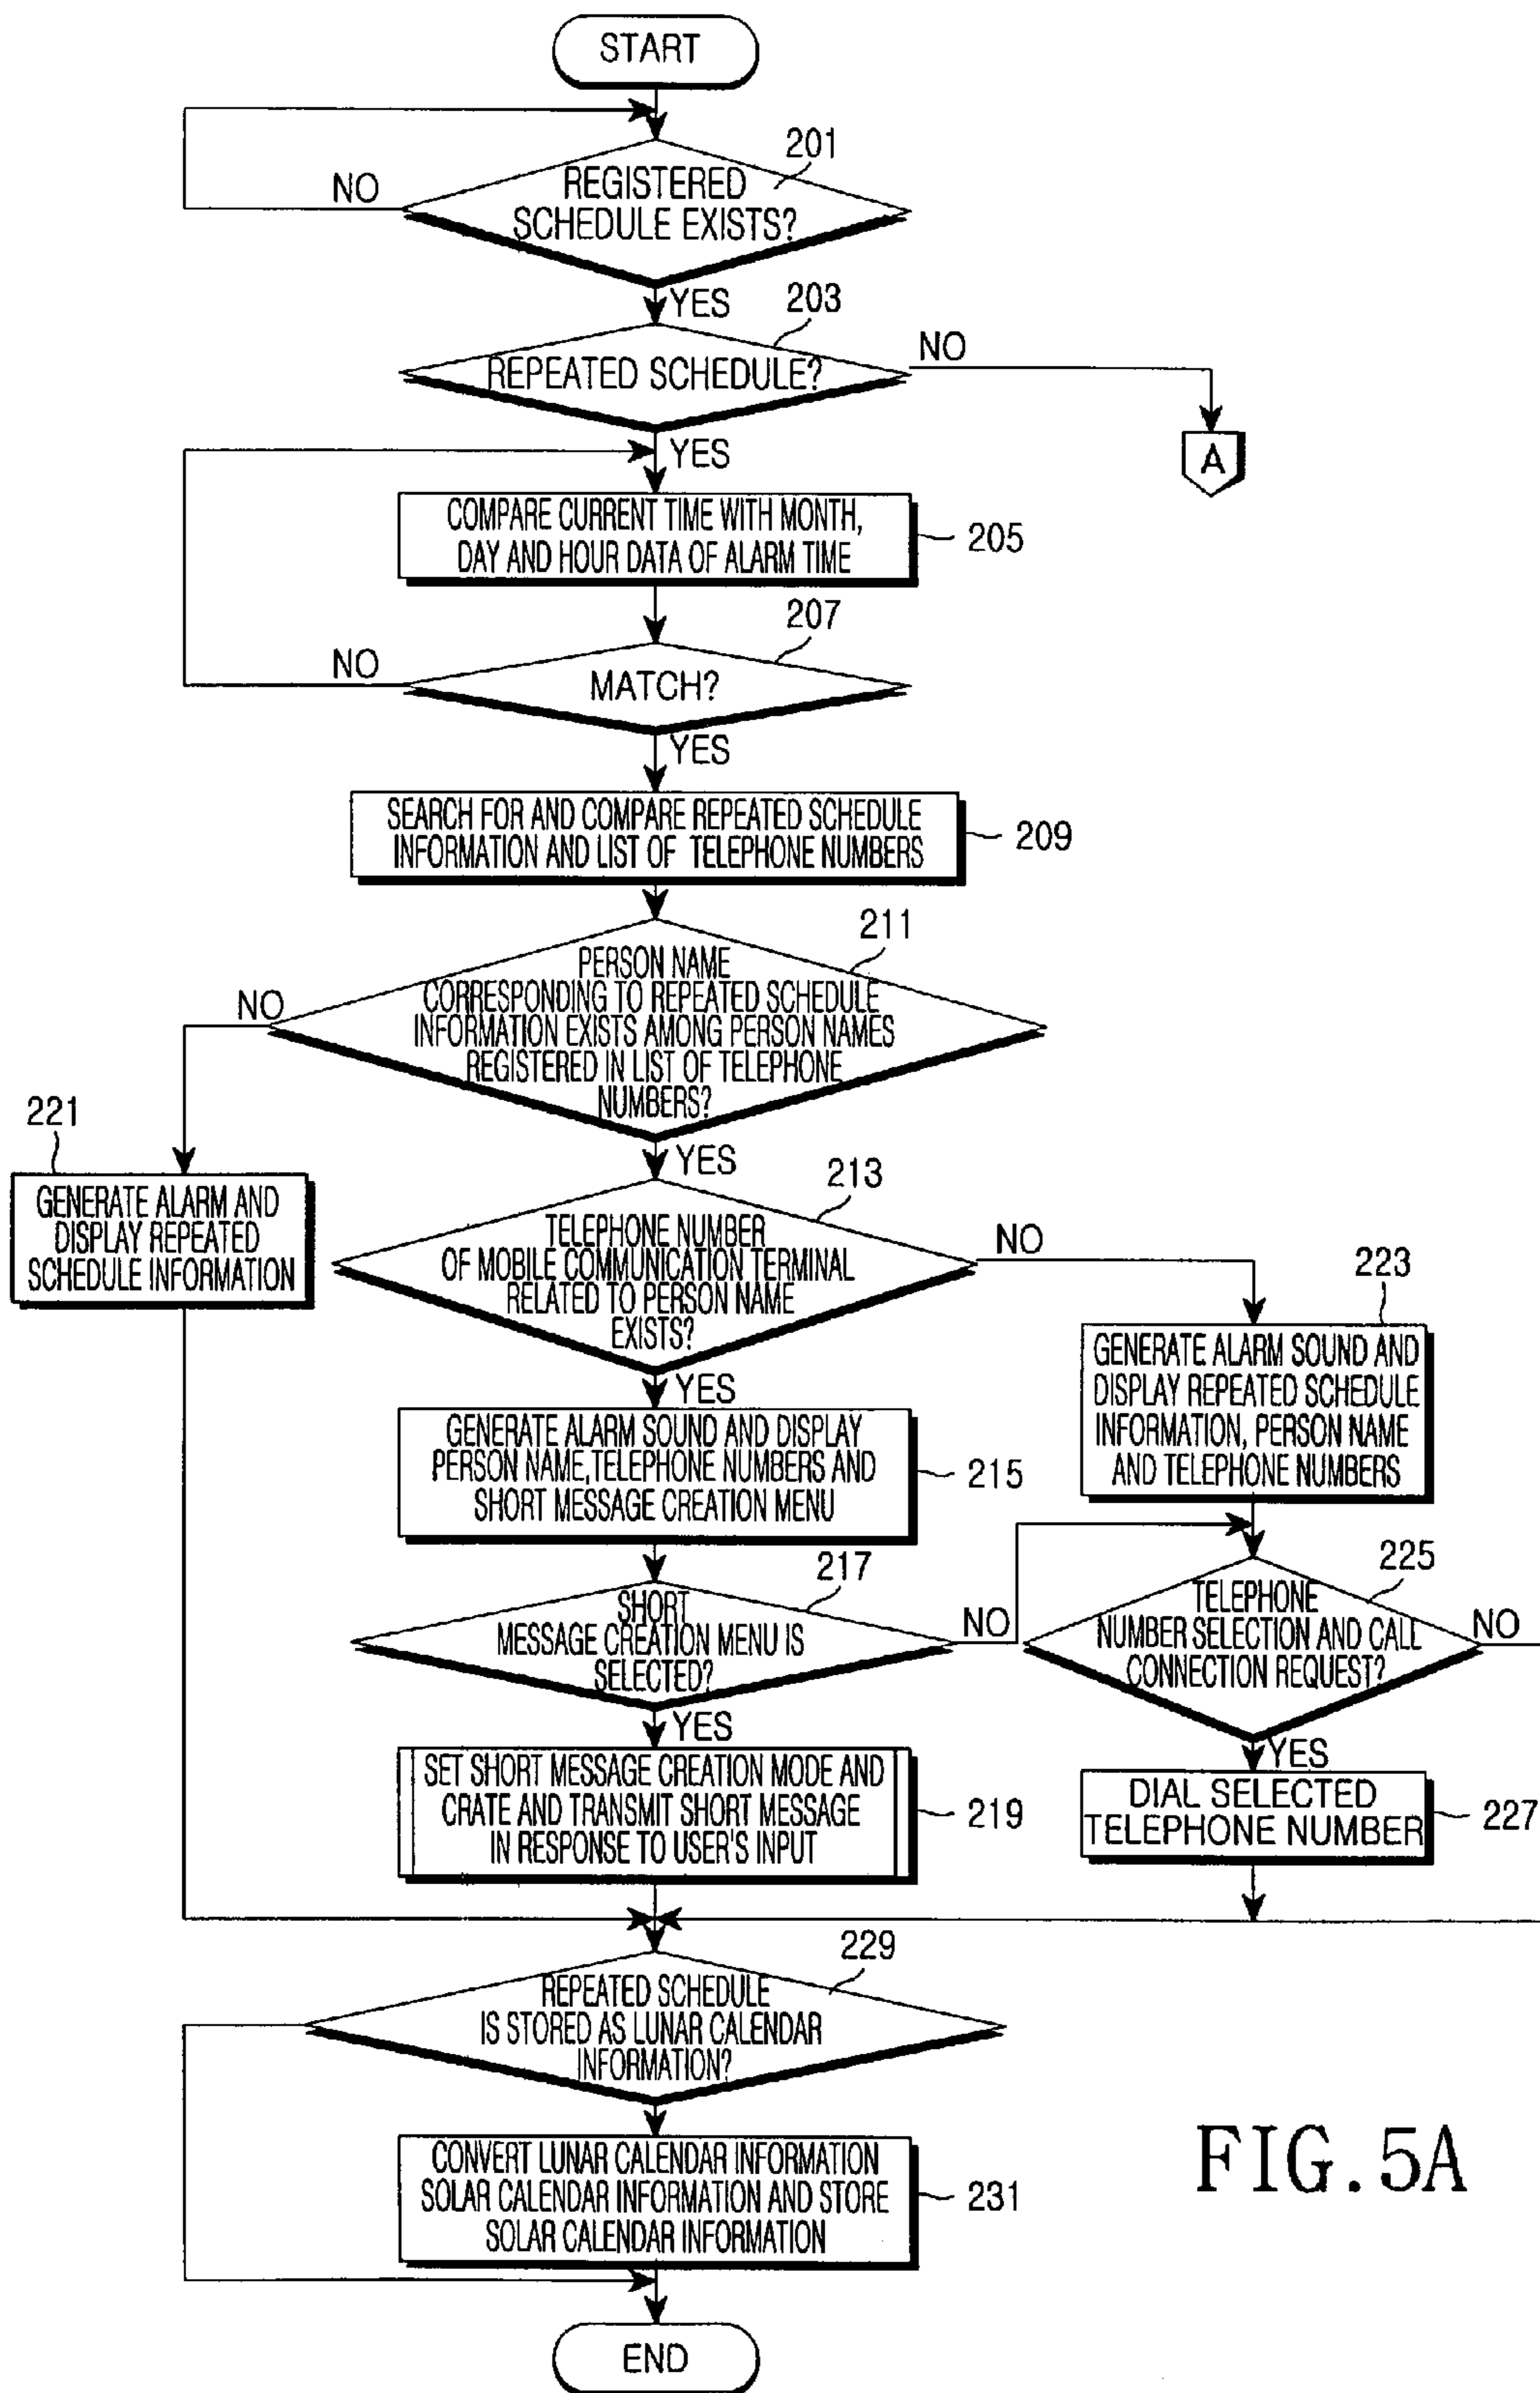 START
201
REGISTERED
SCHEDULE EXISTS?
NO
YES
203
REPEATED SCHEDULE?
NO
YES
A
COMPARE CURRENT TIME WITH MONTH,
DAY AND HOUR DATA OF ALARM TIME
205
207
MATCH?
NO
YES
SEARCH FOR AND COMPARE REPEATED SCHEDULE
INFORMATION AND LIST OF TELEPHONE NUMBERS
209
211
PERSON NAME
CORRESPONDING TO REPEATED SCHEDULE
INFORMATION EXISTS AMONG PERSON NAMES
REGISTERED IN LIST OF TELEPHONE
NUMBERS?
NO
YES
221
GENERATE ALARM AND
DISPLAY REPEATED
SCHEDULE INFORMATION
213
TELEPHONE NUMBER
OF MOBILE COMMUNICATION TERMINAL
RELATED TO PERSON NAME
EXISTS?
NO
YES
223
GENERATE ALARM SOUND AND
DISPLAY REPEATED SCHEDULE
INFORMATION, PERSON NAME
AND TELEPHONE NUMBERS
GENERATE ALARM SOUND AND DISPLAY
PERSON NAME, TELEPHONE NUMBERS AND
SHORT MESSAGE CREATION MENU
215
217
SHORT
MESSAGE CREATION MENU IS
SELECTED?
NO
YES
225
TELEPHONE
NUMBER SELECTION AND CALL
CONNECTION REQUEST?
NO
YES
SET SHORT MESSAGE CREATION MODE AND
CRATE AND TRANSMIT SHORT MESSAGE
IN RESPONSE TO USER'S INPUT
219
DIAL SELECTED
TELEPHONE NUMBER
227
229
REPEATED SCHEDULE
IS STORED AS LUNAR CALENDAR
INFORMATION?
CONVERT LUNAR CALENDAR INFORMATION
SOLAR CALENDAR INFORMATION AND STORE
SOLAR CALENDAR INFORMATION
231
END
FIG. 5A